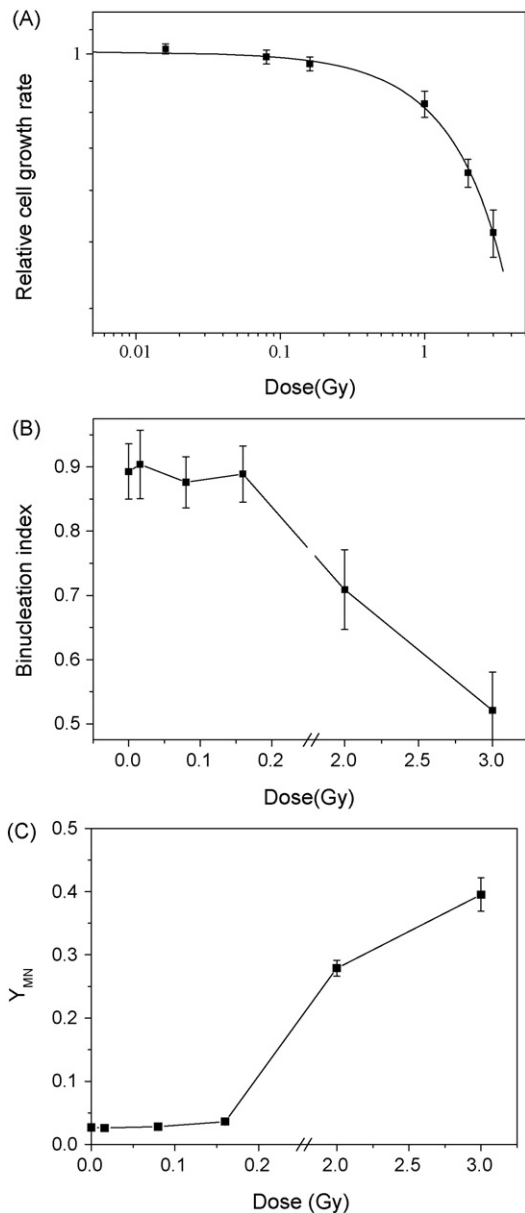 (A)
Relative cell growth rate
1
0.01 0.1 1
Dose(Gy)
(B)
Binucleation index
0.9
0.8
0.7
0.6
0.5
0.0 0.1 0.2 2.0 2.5 3.0
Dose(Gy)
(C)
Y_MN
0.5
0.4
0.3
0.2
0.1
0.0
0.0 0.1 0.2 2.0 2.5 3.0
Dose (Gy)